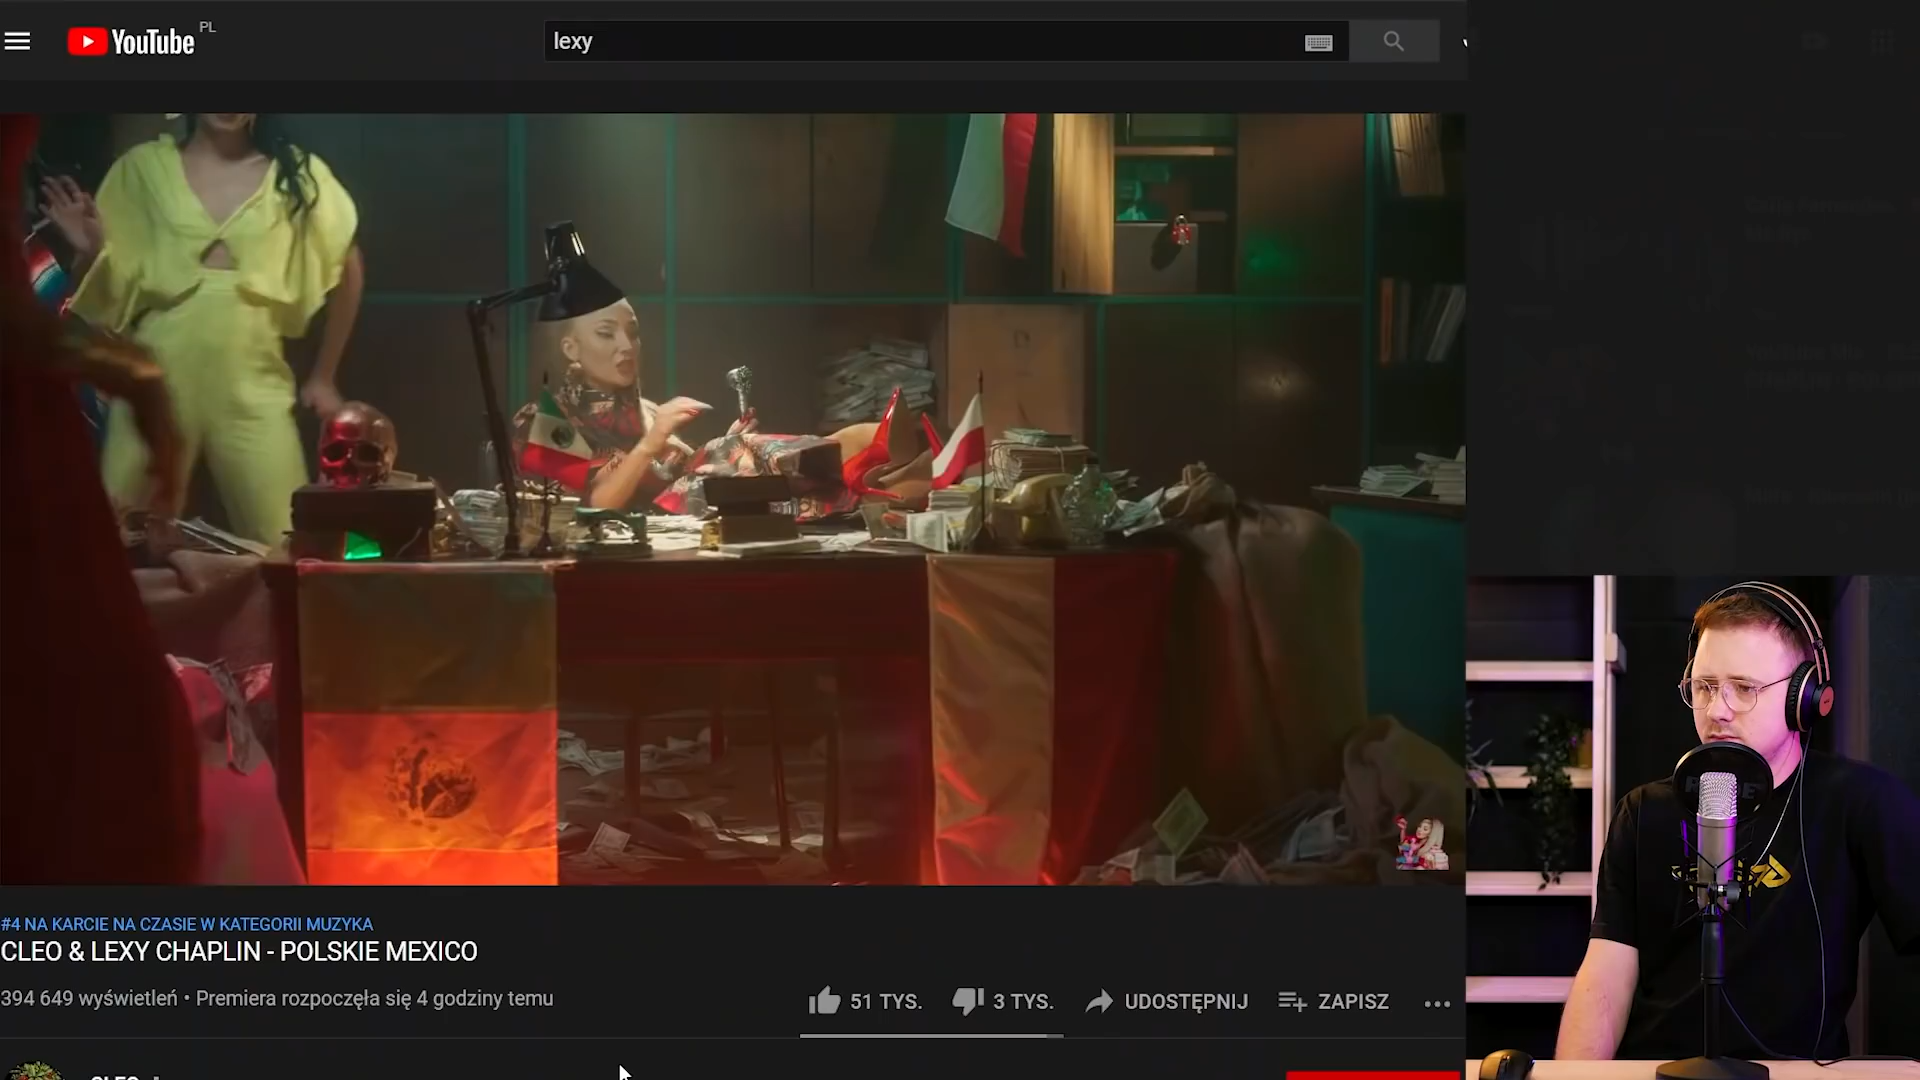 YouTube PL
lexy
#4 NA KARCIE NA CZASIE W KATEGORII MUZYKA
CLEO & LEXY CHAPLIN - POLSKIE MEXICO
394 649 wyświetleń • Premiera rozpoczęła się 4 godziny temu
51 TYS. 3 TYS. UDOSTĘPNIJ ZAPISZ
CLEO